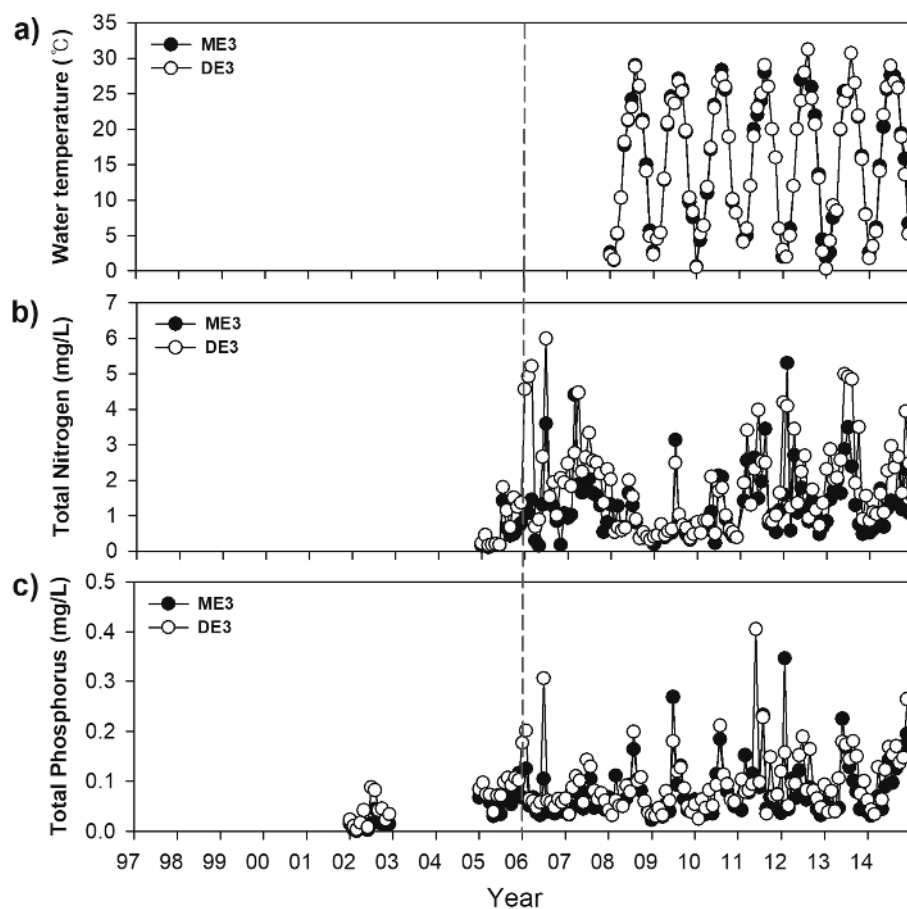 a)
Water temperature (℃)
35
30
25
20
15
10
5
0
ME3
DE3
b)
Total Nitrogen (mg/L)
7
6
5
4
3
2
1
0
ME3
DE3
c)
Total Phosphorus (mg/L)
0.5
0.4
0.3
0.2
0.1
0.0
ME3
DE3
97 98 99 00 01 02 03 04 05 06 07 08 09 10 11 12 13 14
Year